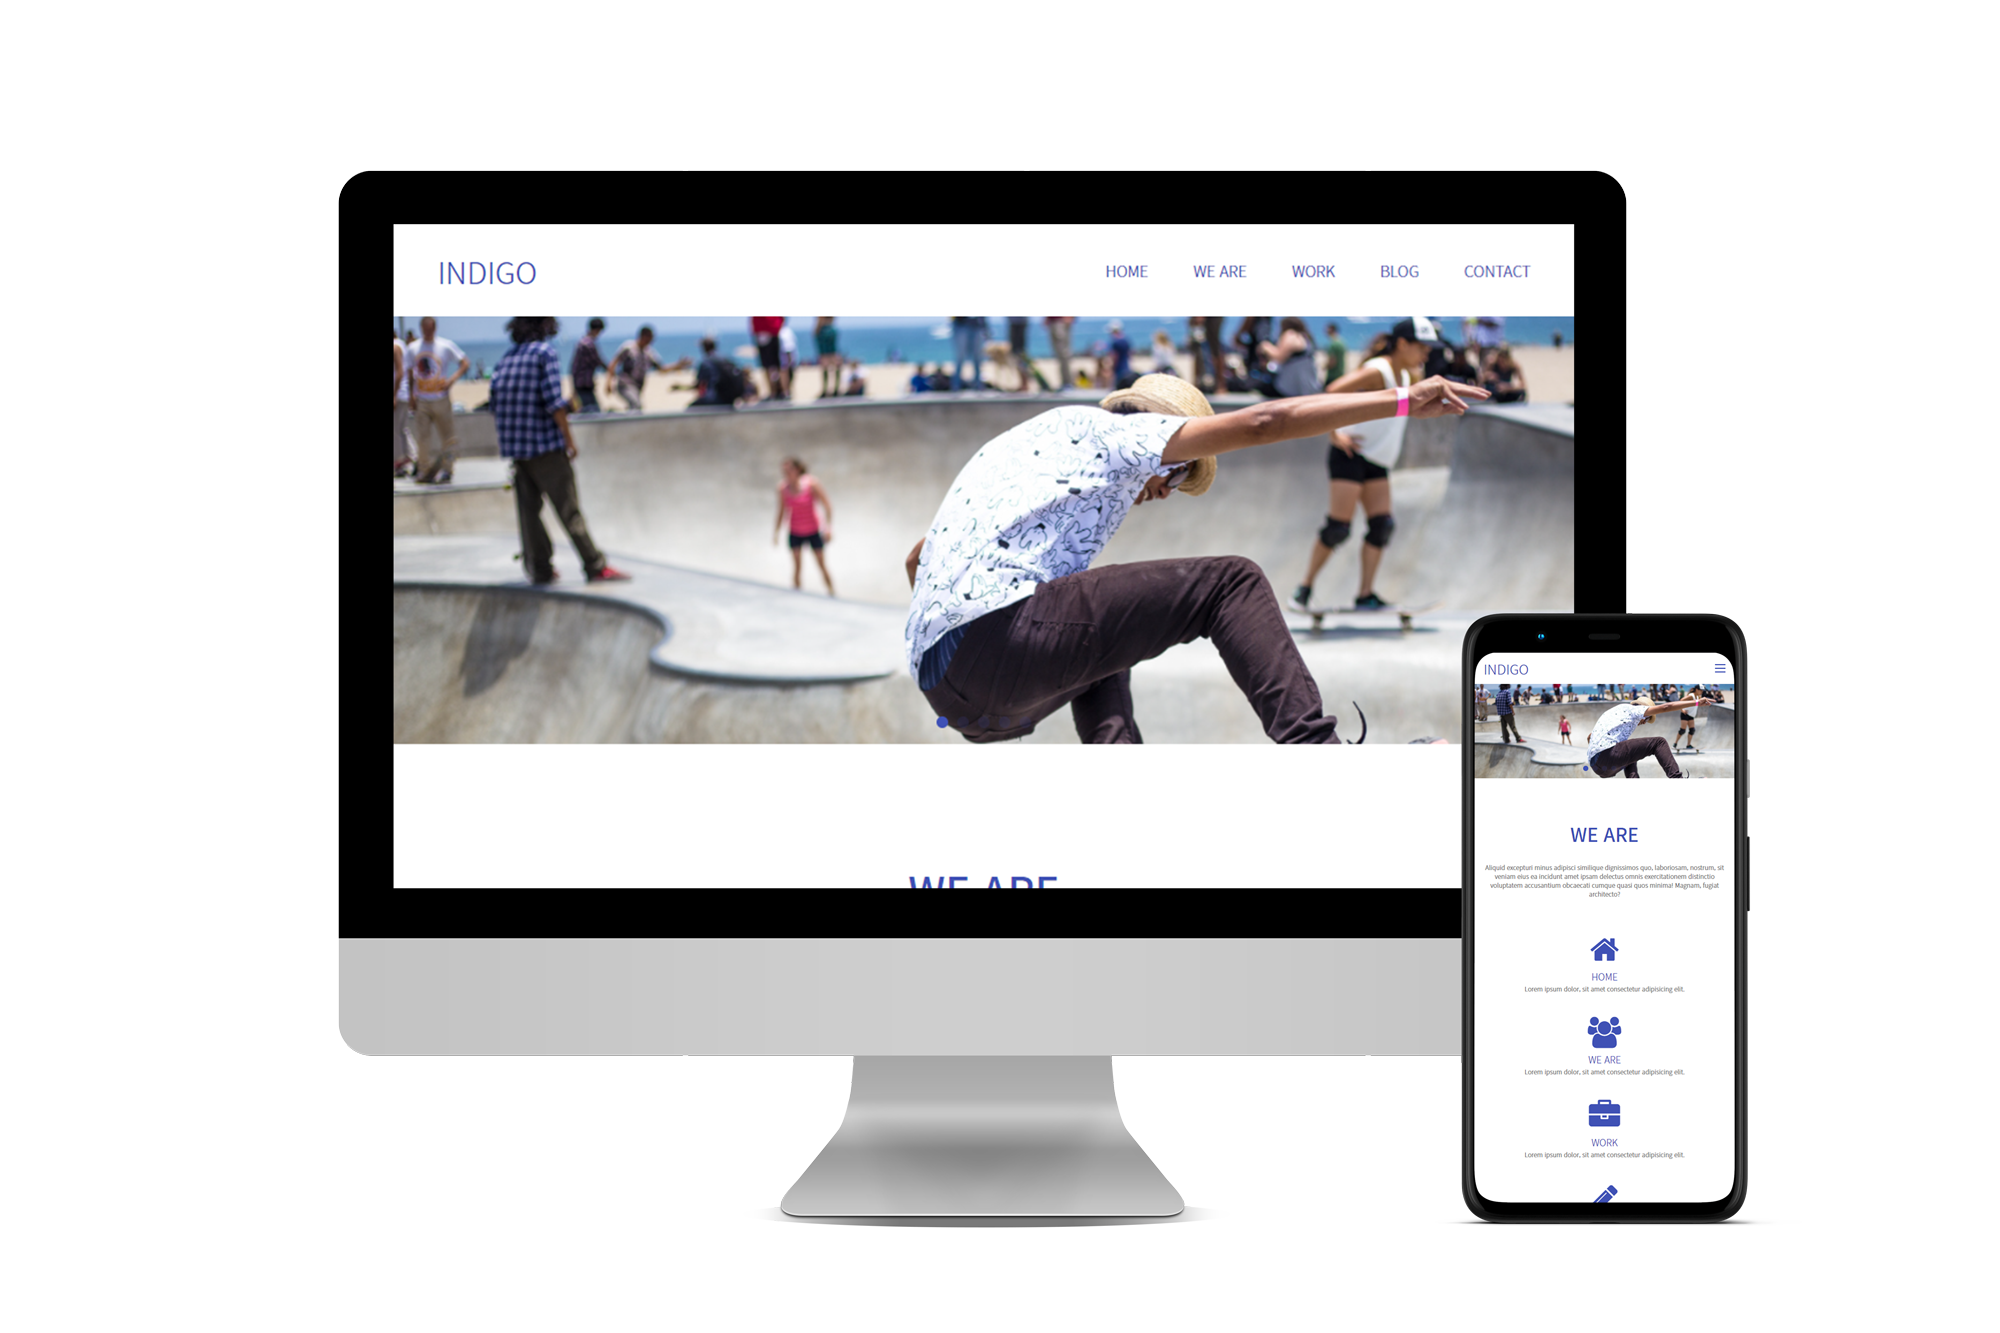 INDIGO
HOME WE ARE WORK BLOG CONTACT
WE ARE
INDIGO
WE ARE
Aliquid excepturi minus adipisci similique dignissimos quo, laboriosam, nostrum, sit
veniam eius ea incidunt amet ipsam delectus omnis exercitationem distinctio
voluptatem accusantium obcaecati cumque quasi quos minima! Magnam, fugiat
architecto?
HOME
Lorem ipsum dolor, sit amet consectetur adipisicing elit.
WE ARE
Lorem ipsum dolor, sit amet consectetur adipisicing elit.
WORK
Lorem ipsum dolor, sit amet consectetur adipisicing elit.